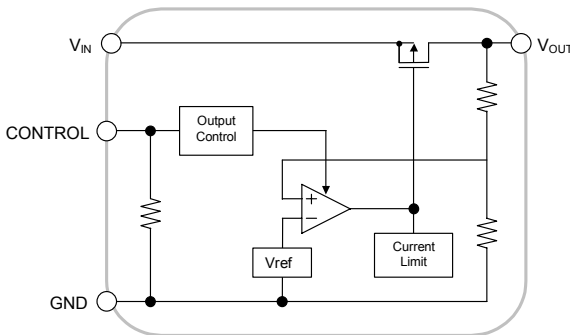 VIN
VOUT
CONTROL
Output
Control
+
−
Vref
Current
Limit
GND